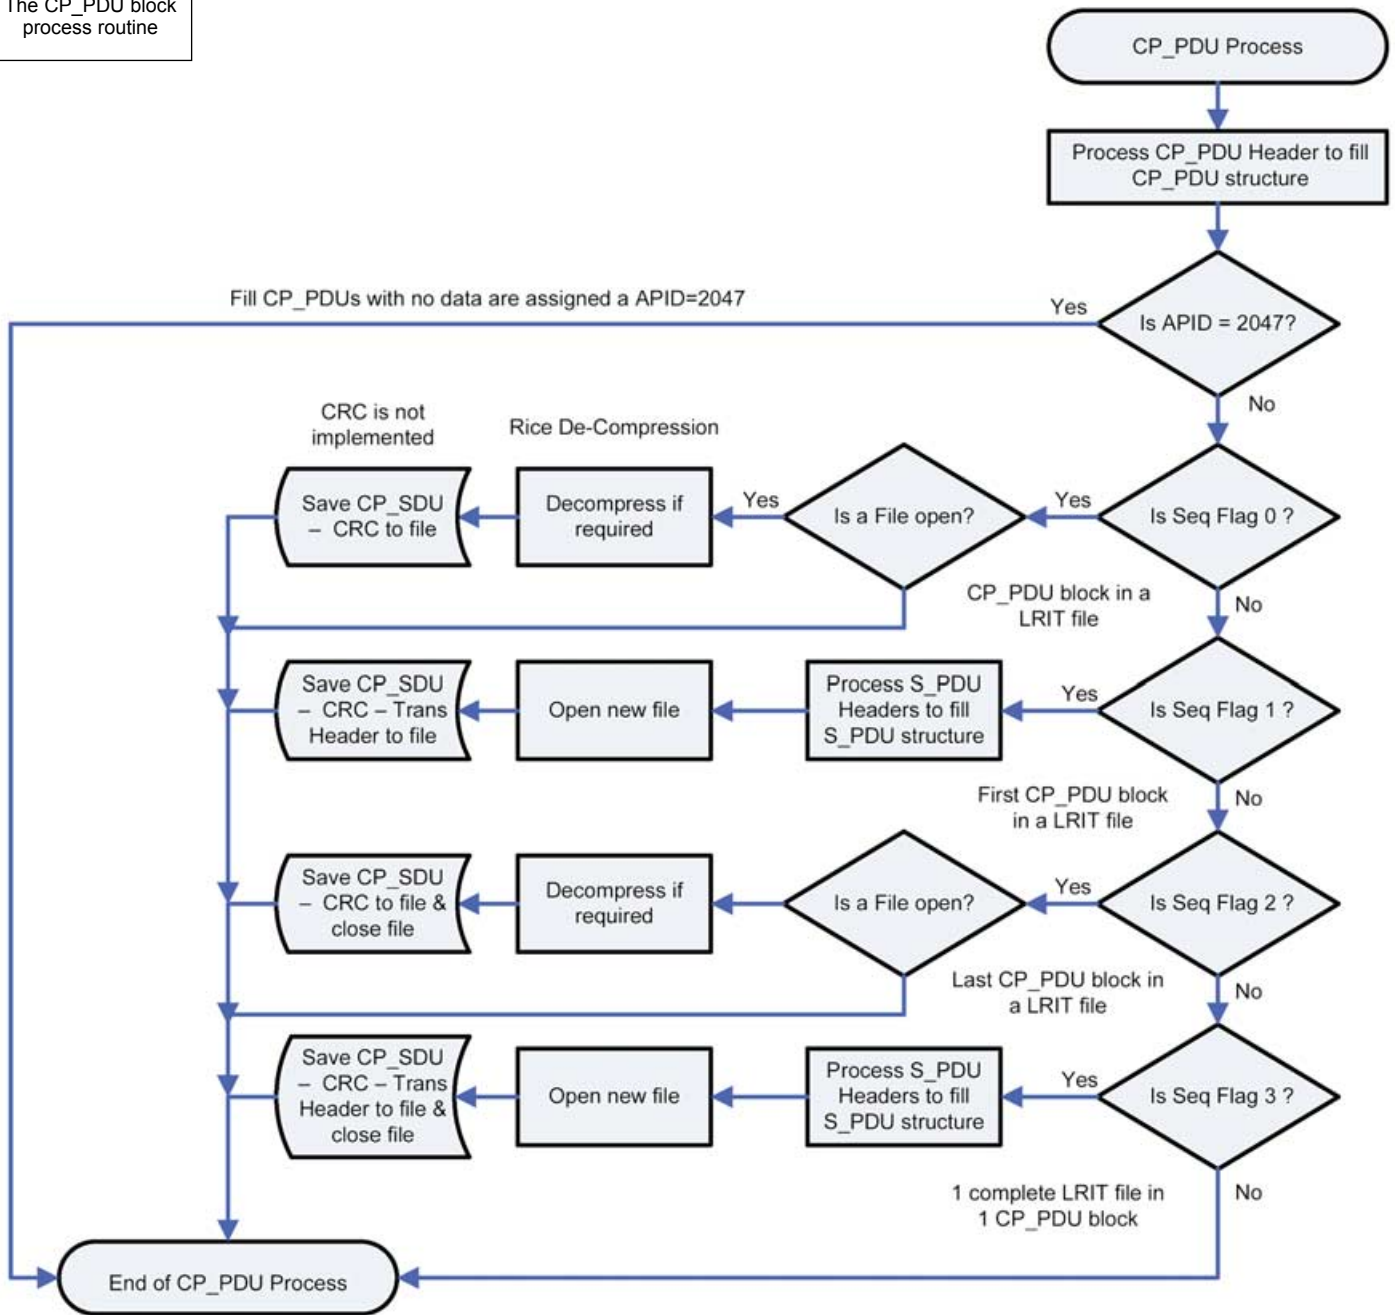 The CP_PDU block
process routine
CP_PDU Process
Process CP_PDU Header to fill
CP_PDU structure
Fill CP_PDUs with no data are assigned a APID=2047
Yes
Is APID = 2047?
No
CRC is not
implemented
Rice De-Compression
Save CP_SDU
– CRC to file
Decompress if
required
Yes
Is a File open?
Yes
Is Seq Flag 0 ?
CP_PDU block in a
LRIT file
No
Save CP_SDU
– CRC – Trans
Header to file
Open new file
Process S_PDU
Headers to fill
S_PDU structure
Yes
Is Seq Flag 1 ?
First CP_PDU block
in a LRIT file
No
Save CP_SDU
– CRC to file &
close file
Decompress if
required
Is a File open?
Yes
Is Seq Flag 2 ?
Last CP_PDU block in
a LRIT file
No
Save CP_SDU
– CRC – Trans
Header to file &
close file
Open new file
Process S_PDU
Headers to fill
S_PDU structure
Yes
Is Seq Flag 3 ?
1 complete LRIT file in
1 CP_PDU block
No
End of CP_PDU Process